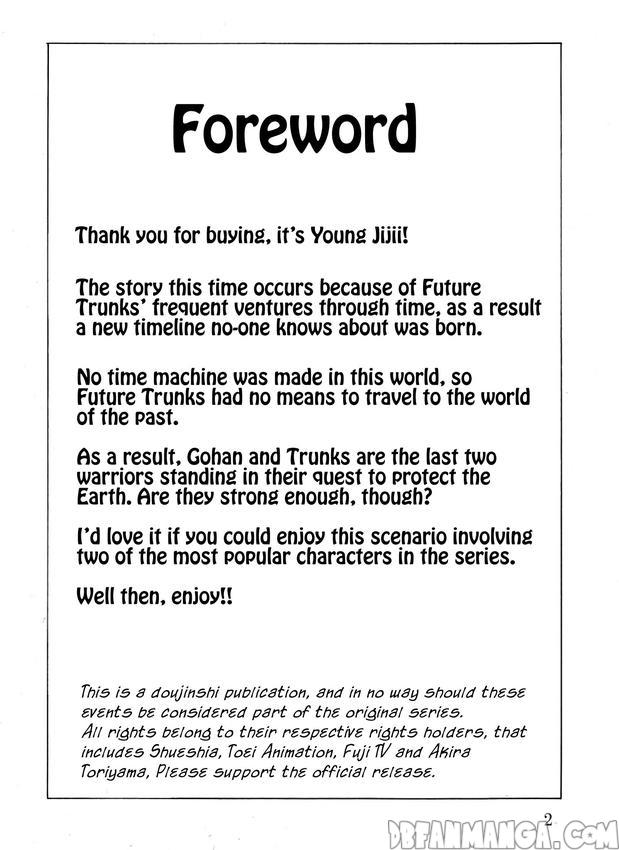 Foreword
Thank you for buying, it's Young Jijii!
The story this time occurs because of Future
Trunks' frequent ventures through time, as a result
a new timeline no-one knows about was born.
No time machine was made in this world, so
Future Trunks had no means to travel to the world
of the past.
As a result, Gohan and Trunks are the last two
warriors standing in their quest to protect the
Earth. Are they strong enough, though?
I'd love it if you could enjoy this scenario involving
two of the most popular characters in the series.
Well then, enjoy!!
This is a doujinshi publication, and in no way should these
events be considered part of the original series.
All rights belong to their respective rights holders, that
includes Shueshia, Toei Animation, Fuji TV and Akira
Toriyama, Please support the official release.
2
DBFANMANGA.COM